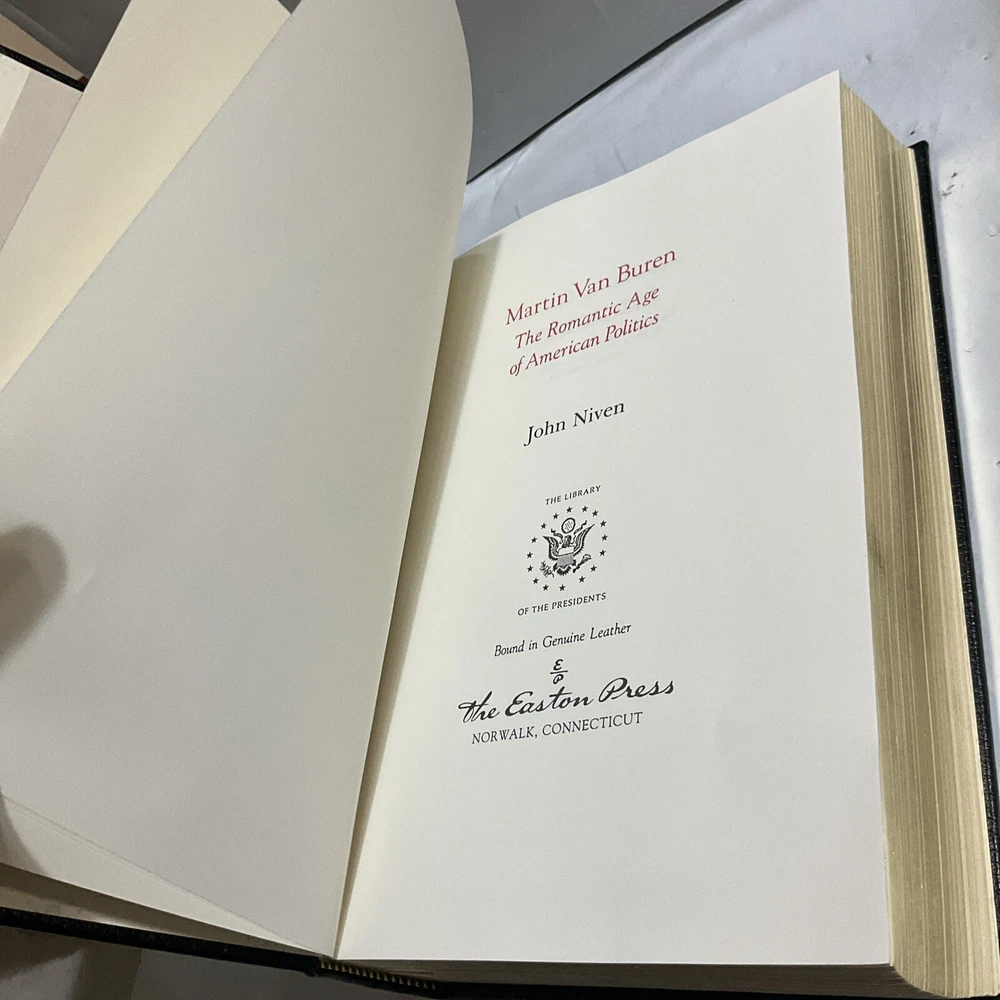 Martin Van Buren
The Romantic Age
of American Politics
John Niven
THE LIBRARY
OF THE PRESIDENTS
Bound in Genuine Leather
E
P
The Easton Press
NORWALK, CONNECTICUT